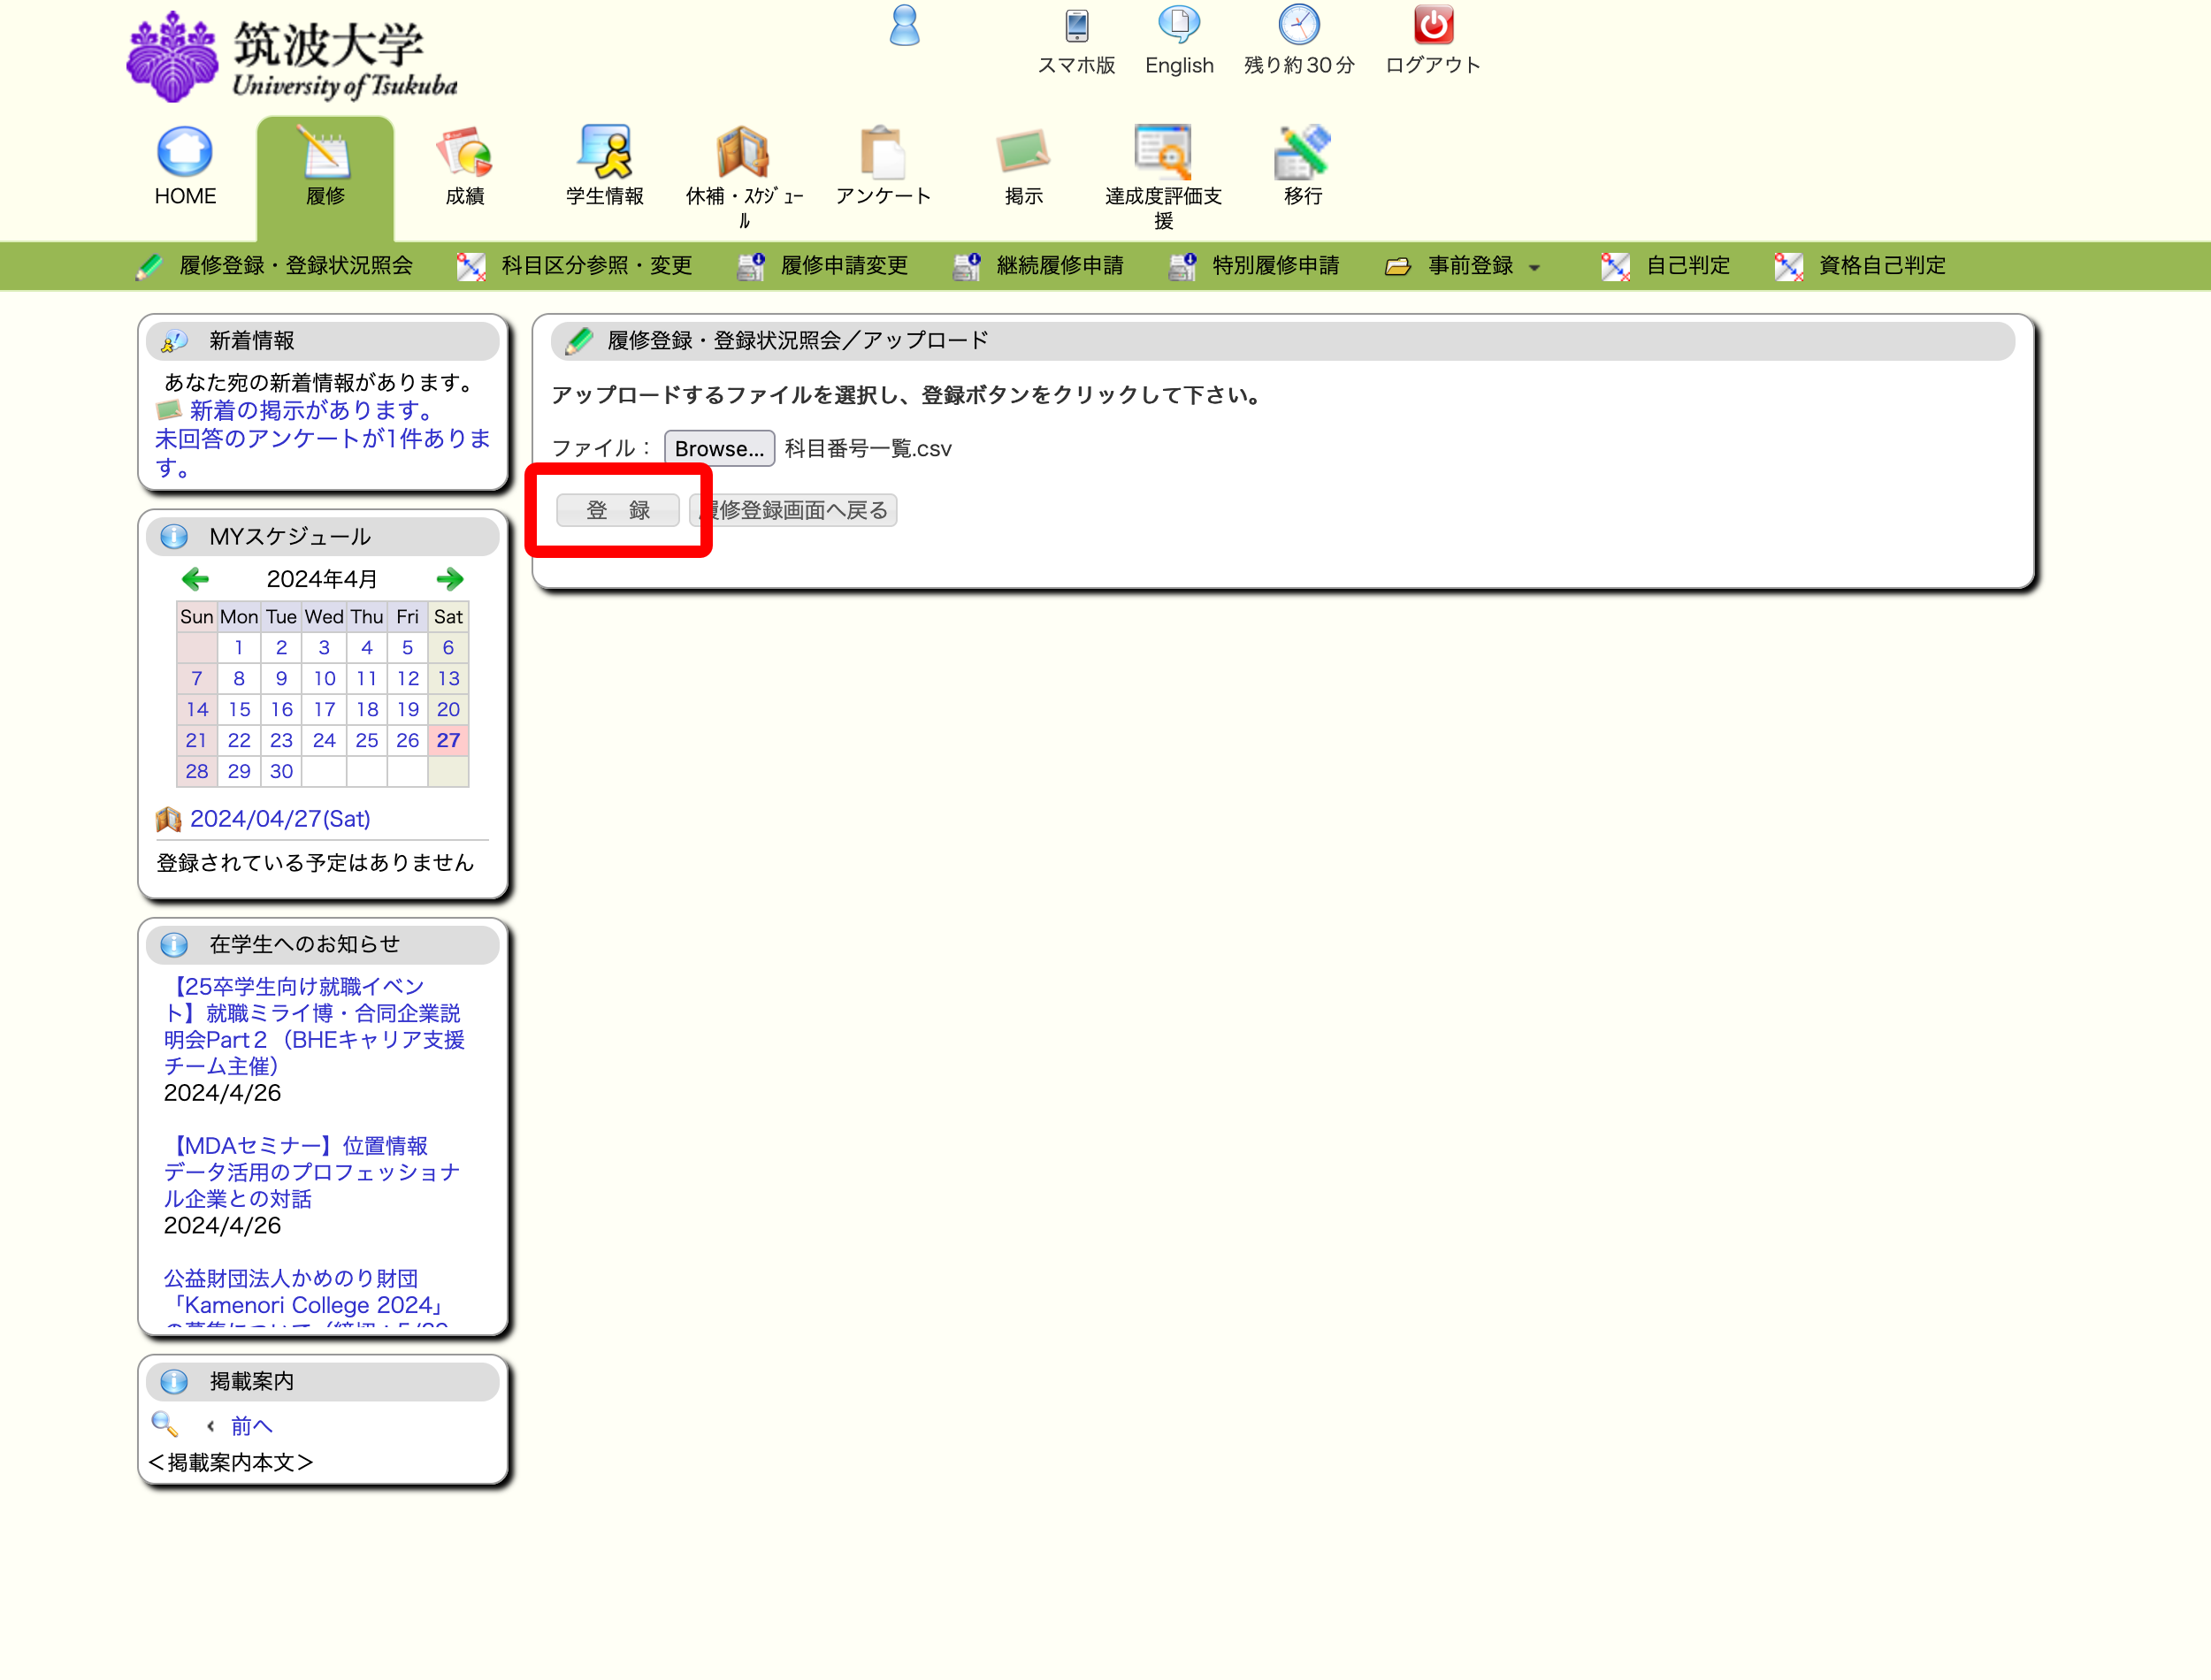 筑波大学
University of Tsukuba
スマホ版
English
残り約30分
ログアウト
HOME
履修
成績
学生情報
休補・ｽｹｼﾞｭｰ
ﾙ
アンケート
掲示
達成度評価支
援
移行
履修登録・登録状況照会
科目区分参照・変更
履修申請変更
継続履修申請
特別履修申請
事前登録
自己判定
資格自己判定
新着情報
あなた宛の新着情報があります。
新着の掲示があります。
未回答のアンケートが1件ありま
す。
MYスケジュール
2024年4月
Sun Mon Tue Wed Thu Fri Sat
1 2 3 4 5 6
7 8 9 10 11 12 13
14 15 16 17 18 19 20
21 22 23 24 25 26 27
28 29 30
2024/04/27(Sat)
登録されている予定はありません
在学生へのお知らせ
【25卒学生向け就職イベン
ト】就職ミライ博・合同企業説
明会Part２（BHEキャリア支援
チーム主催）
2024/4/26
【MDAセミナー】位置情報
データ活用のプロフェッショナ
ル企業との対話
2024/4/26
公益財団法人かめのり財団
「Kamenori College 2024」
掲載案内
前へ
＜掲載案内本文＞
履修登録・登録状況照会／アップロード
アップロードするファイルを選択し、登録ボタンをクリックして下さい。
ファイル： Browse... 科目番号一覧.csv
登　録
履修登録画面へ戻る